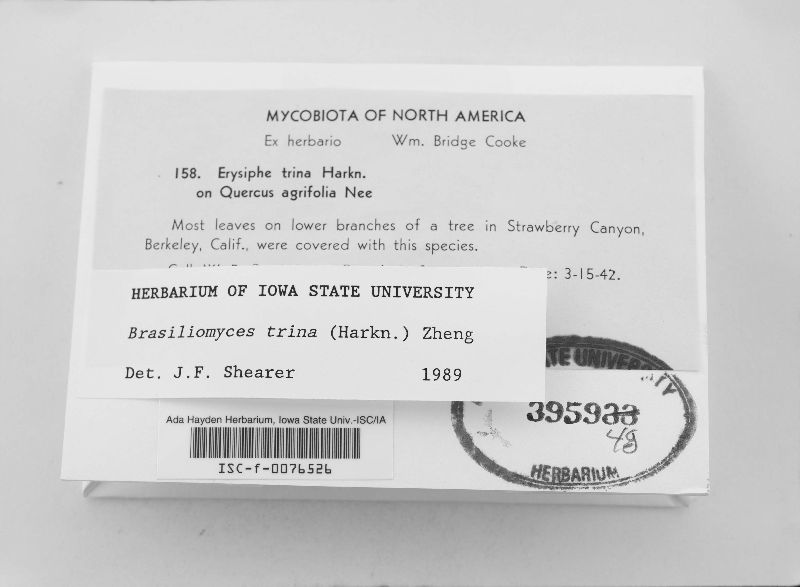 MYCOBIOTA OF NORTH AMERICA
Ex herbario Wm. Bridge Cooke
158. Erysiphe trina Harkn.
on Quercus agrifolia Nee
Most leaves on lower branches of a tree in Strawberry Canyon,
Berkeley, Calif., were covered with this species.
3-15-42.
HERBARIUM OF IOWA STATE UNIVERSITY
Brasiliomyces trina (Harkn.) Zheng
Det. J.F. Shearer 1989
Ada Hayden Herbarium, Iowa State Univ.-ISC/IA
ISC-f-0076526
UNIVERSITY
3959
48
HERBARIUM